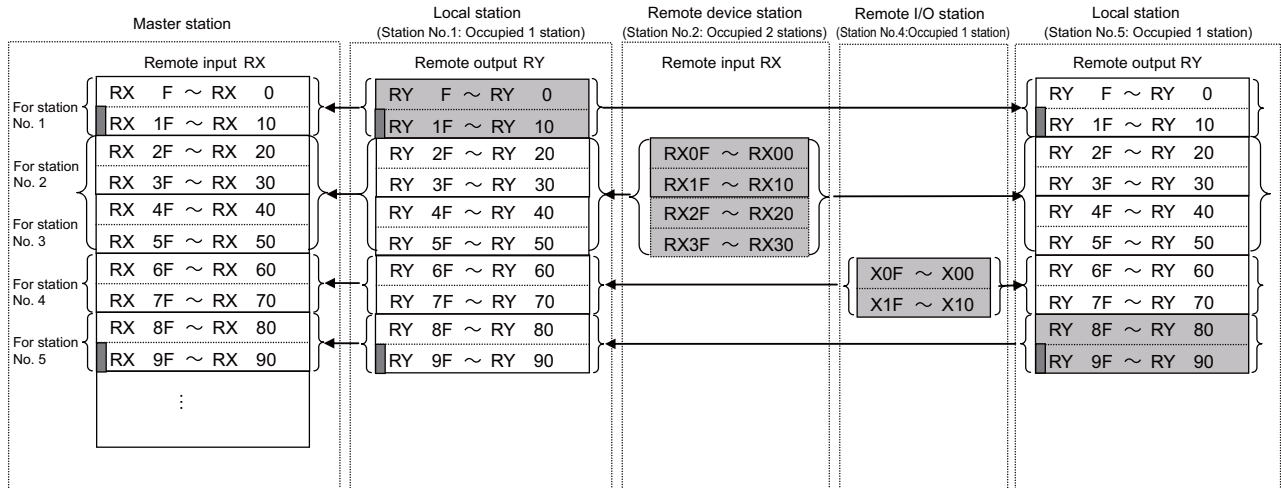 Master station
Local station
(Station No.1: Occupied 1 station)
Remote device station
(Station No.2: Occupied 2 stations)
Remote I/O station
(Station No.4:Occupied 1 station)
Local station
(Station No.5: Occupied 1 station)
Remote input RX
Remote output RY
Remote input RX
Remote output RY
For station
No. 1
For station
No. 2
For station
No. 3
For station
No. 4
For station
No. 5
RX F ～ RX 0
RX 1F ～ RX 10
RX 2F ～ RX 20
RX 3F ～ RX 30
RX 4F ～ RX 40
RX 5F ～ RX 50
RX 6F ～ RX 60
RX 7F ～ RX 70
RX 8F ～ RX 80
RX 9F ～ RX 90
⋮
RY F ～ RY 0
RY 1F ～ RY 10
RY 2F ～ RY 20
RY 3F ～ RY 30
RY 4F ～ RY 40
RY 5F ～ RY 50
RY 6F ～ RY 60
RY 7F ～ RY 70
RY 8F ～ RY 80
RY 9F ～ RY 90
RX0F ～ RX00
RX1F ～ RX10
RX2F ～ RX20
RX3F ～ RX30
X0F ～ X00
X1F ～ X10
RY F ～ RY 0
RY 1F ～ RY 10
RY 2F ～ RY 20
RY 3F ～ RY 30
RY 4F ～ RY 40
RY 5F ～ RY 50
RY 6F ～ RY 60
RY 7F ～ RY 70
RY 8F ～ RY 80
RY 9F ～ RY 90